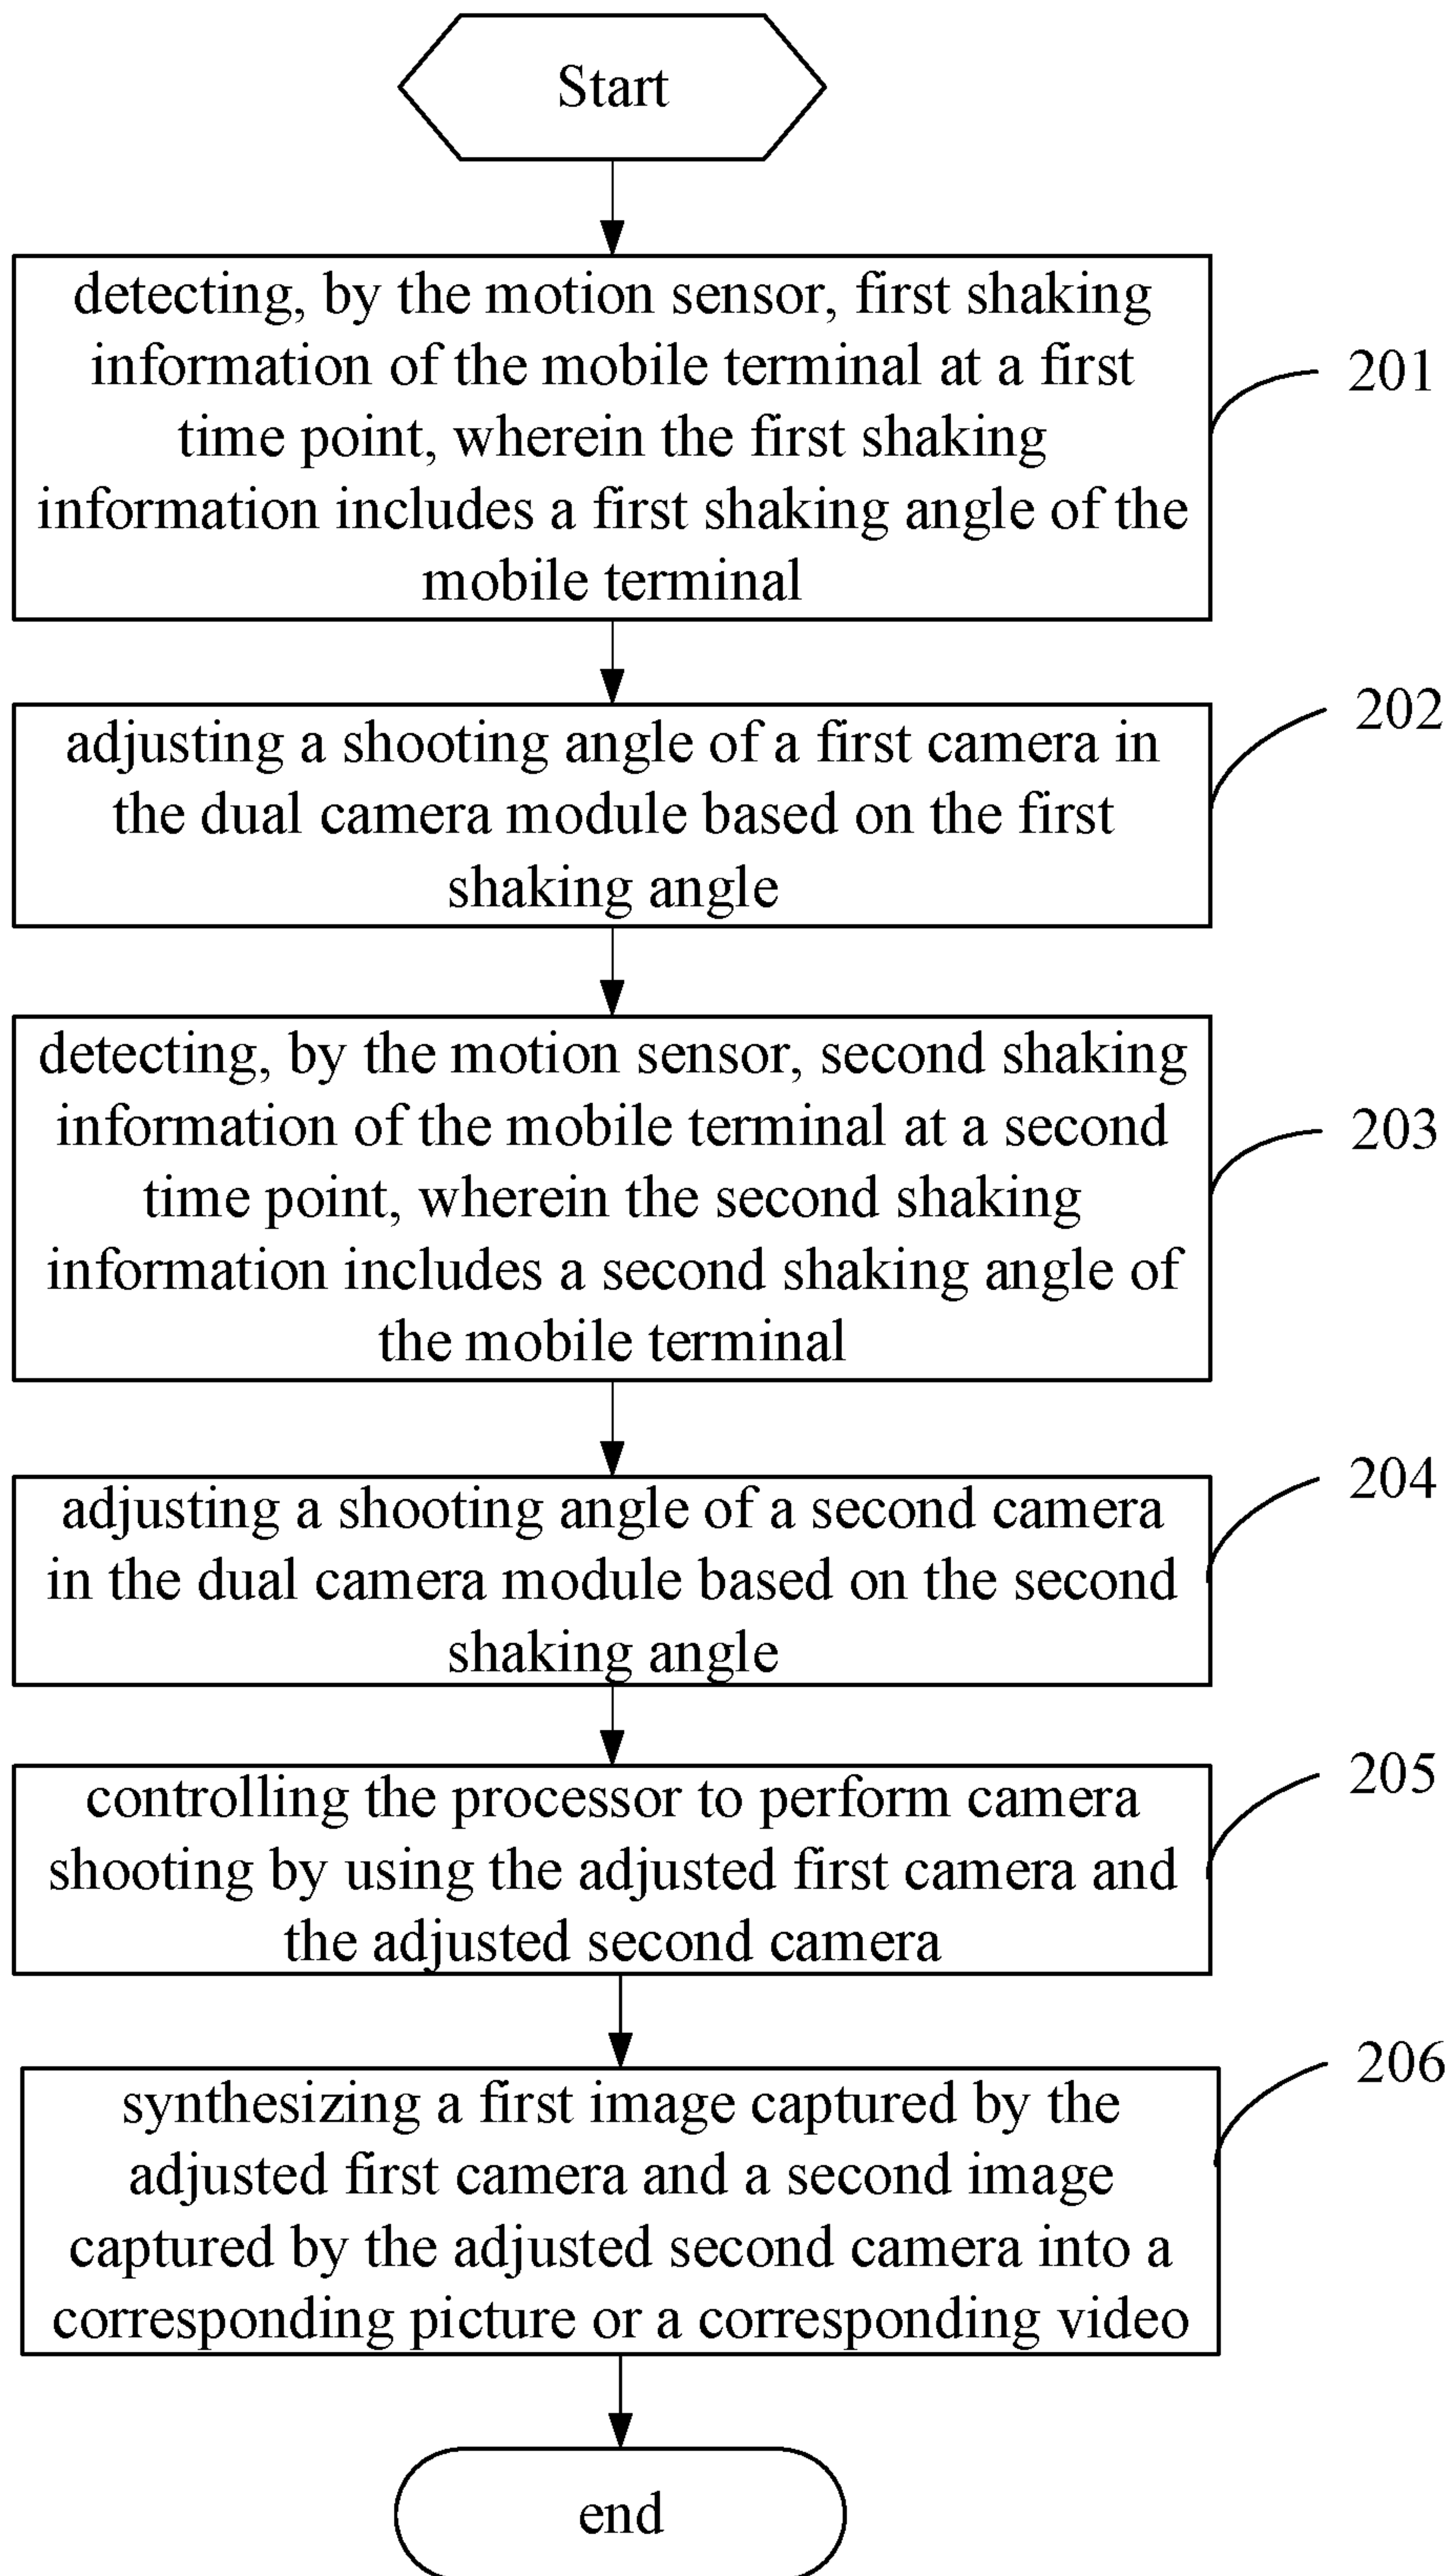 Start
detecting, by the motion sensor, first shaking
information of the mobile terminal at a first
time point, wherein the first shaking
information includes a first shaking angle of the
mobile terminal
201
adjusting a shooting angle of a first camera in
the dual camera module based on the first
shaking angle
202
detecting, by the motion sensor, second shaking
information of the mobile terminal at a second
time point, wherein the second shaking
information includes a second shaking angle of
the mobile terminal
203
adjusting a shooting angle of a second camera
in the dual camera module based on the second
shaking angle
204
controlling the processor to perform camera
shooting by using the adjusted first camera and
the adjusted second camera
205
synthesizing a first image captured by the
adjusted first camera and a second image
captured by the adjusted second camera into a
corresponding picture or a corresponding video
206
end